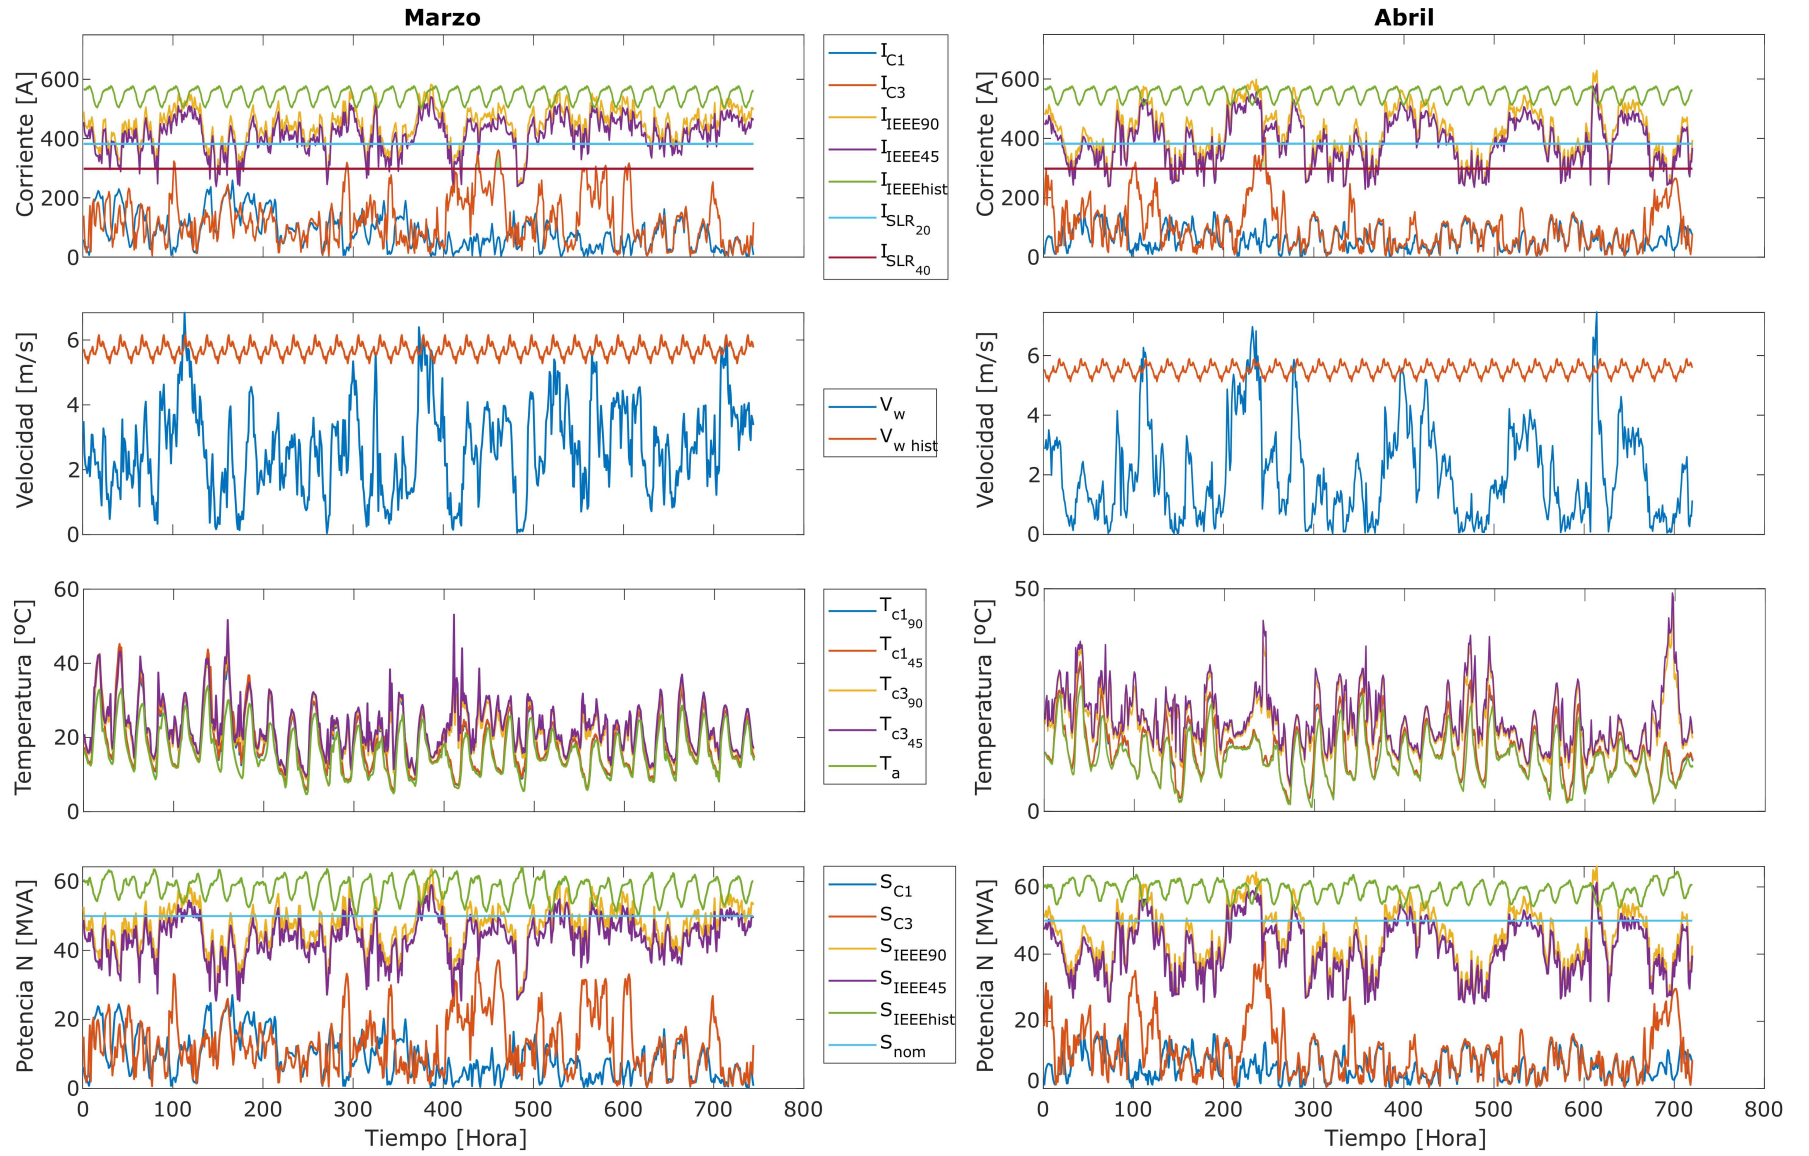 Marzo
Abril
Corriente [A]
600
400
200
0
I_C1
I_C3
I_IEEE90
I_IEEE45
I_IEEEhist
I_SLR_20
I_SLR_40
Corriente [A]
600
400
200
0
Velocidad [m/s]
6
4
2
0
V_w
V_w hist
Velocidad [m/s]
6
4
2
0
Temperatura [ºC]
60
40
20
0
T_c1_90
T_c1_45
T_c3_90
T_c3_45
T_a
Temperatura [ºC]
50
0
Potencia N [MVA]
60
40
20
0
S_C1
S_C3
S_IEEE90
S_IEEE45
S_IEEEhist
S_nom
Potencia N [MVA]
60
40
20
0
0 100 200 300 400 500 600 700 800
Tiempo [Hora]
0 100 200 300 400 500 600 700 800
Tiempo [Hora]